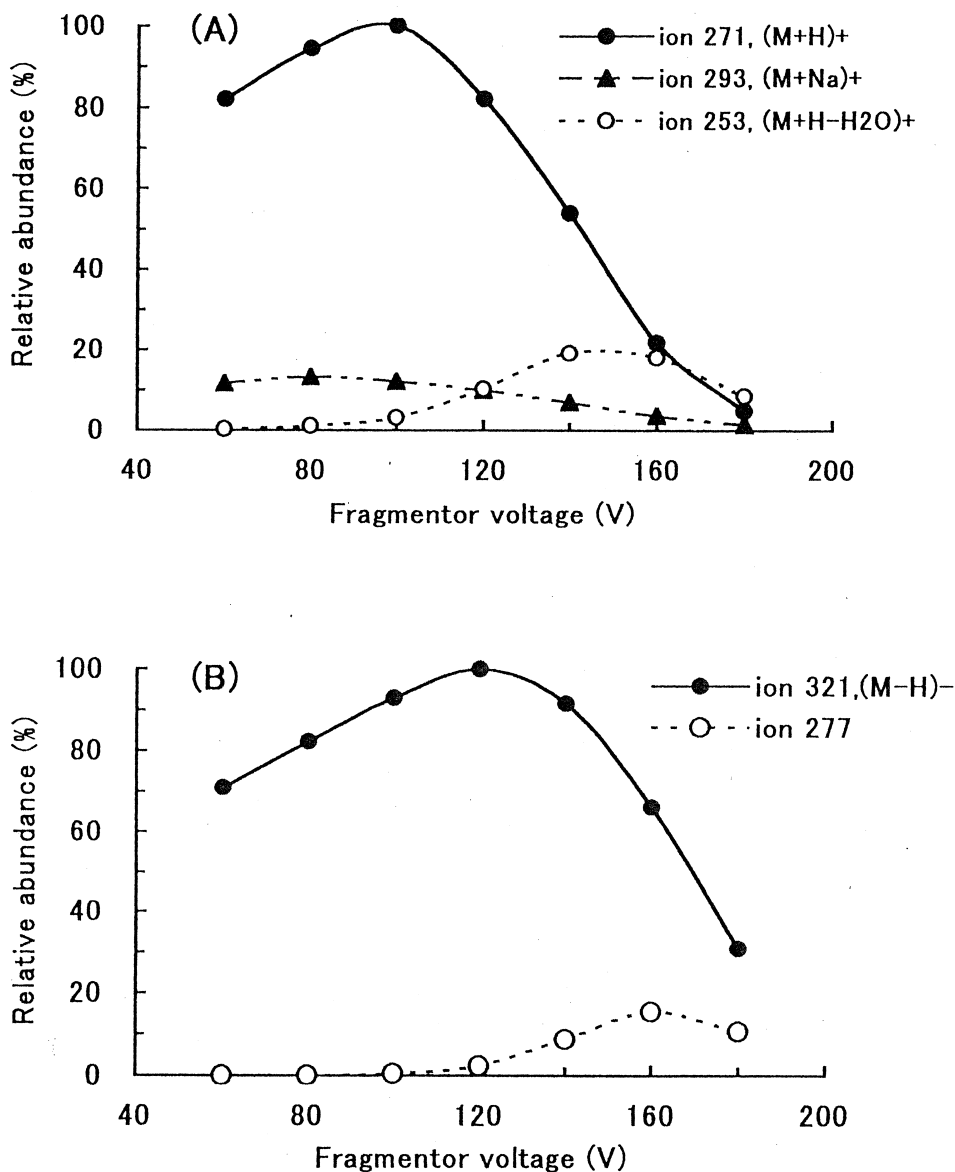 (A)
Relative abundance (%)
100
80
60
40
20
0
ion 271, (M+H)+
ion 293, (M+Na)+
ion 253, (M+H-H2O)+
40 80 120 160 200
Fragmentor voltage (V)
(B)
Relative abundance (%)
100
80
60
40
20
0
ion 321,(M-H)-
ion 277
40 80 120 160 200
Fragmentor voltage (V)